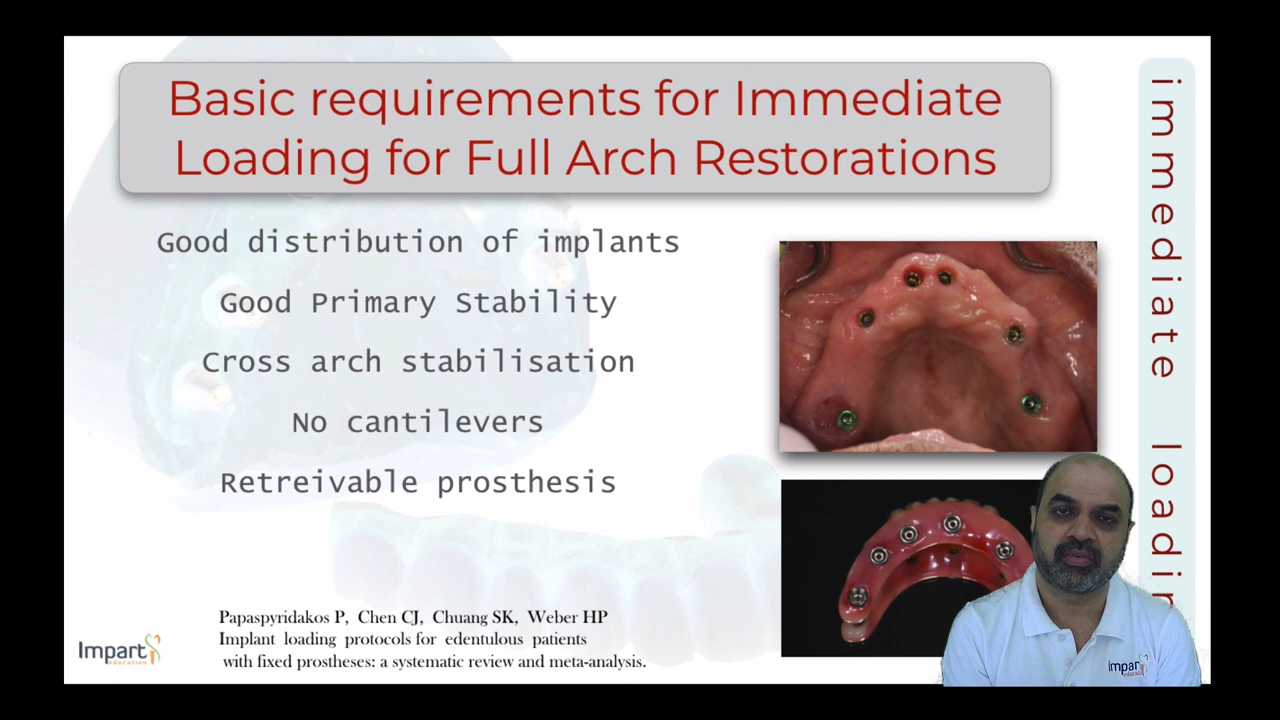 Basic requirements for Immediate
Loading for Full Arch Restorations
Good distribution of implants
Good Primary Stability
Cross arch stabilisation
No cantilevers
Retreivable prosthesis
Papaspyridakos P, Chen CJ, Chuang SK, Weber HP
Implant loading protocols for edentulous patients
with fixed prostheses: a systematic review and meta-analysis.
Impart
education
immediate loadin
Impart